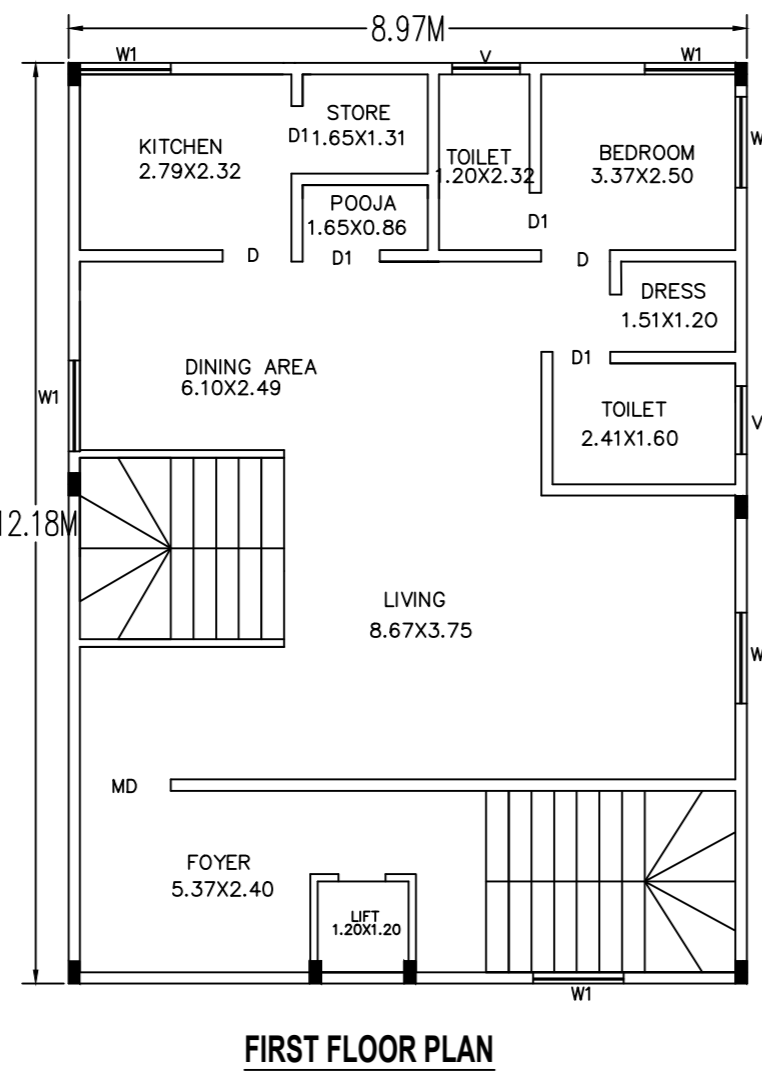 8.97M
W1
V
W1
KITCHEN
2.79X2.32
D1
STORE
1.65X1.31
TOILET
1.20X2.32
BEDROOM
3.37X2.50
W
POOJA
1.65X0.86
D1
D
D1
D
DRESS
1.51X1.20
DINING AREA
6.10X2.49
D1
W1
TOILET
2.41X1.60
V
12.18M
LIVING
8.67X3.75
W
MD
FOYER
5.37X2.40
LIFT
1.20X1.20
W1
FIRST FLOOR PLAN